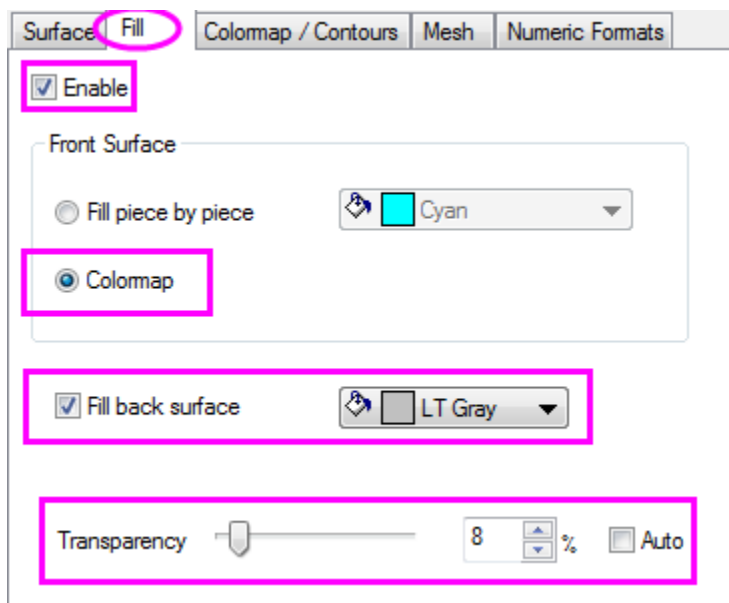 Surface Fill Colormap / Contours Mesh Numeric Formats
Enable
Front Surface
Fill piece by piece Cyan
Colormap
Fill back surface LT Gray
Transparency 8 % Auto